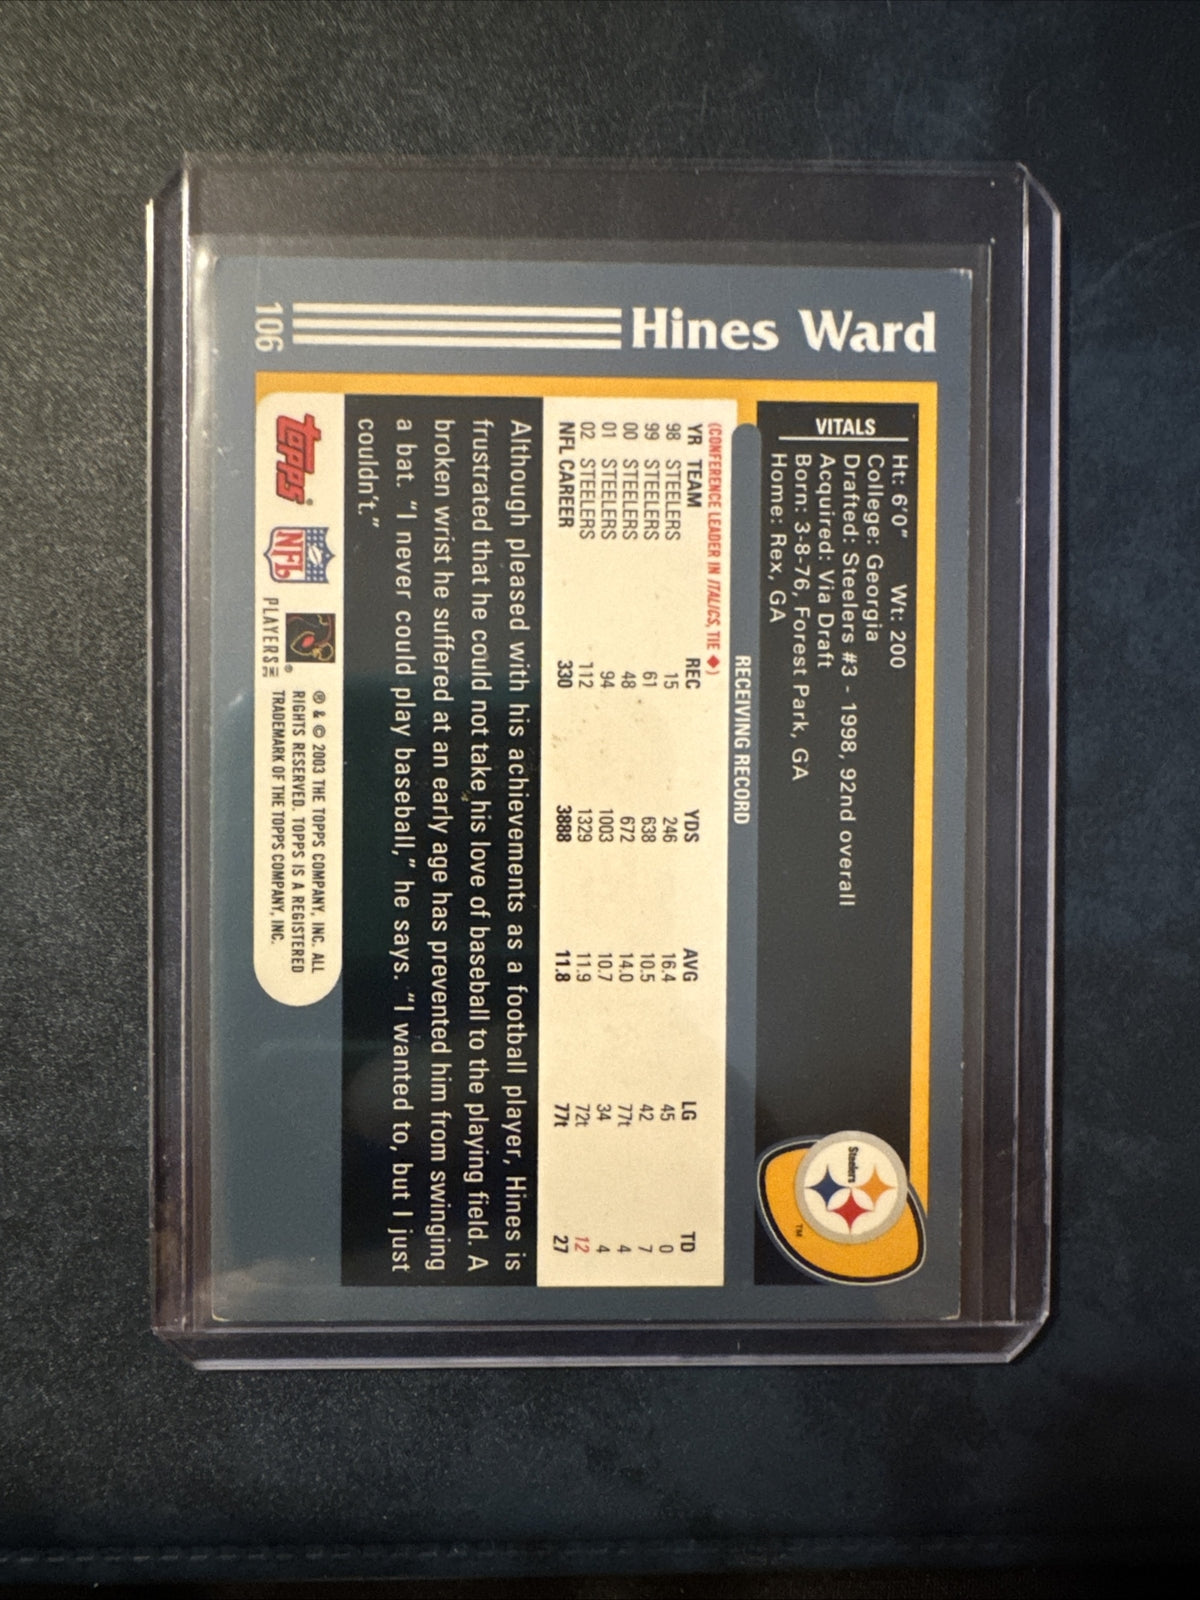 Hines Ward
106
VITALS
Ht: 6'0" Wt: 200
College: Georgia
Drafted: Steelers #3 - 1998, 92nd overall
Acquired: Via Draft
Born: 3-8-76, Forest Park, GA
Home: Rex, GA
Steelers
TM
RECEIVING RECORD
(CONFERENCE LEADER IN ITALICS, TIE ♦)
YR TEAM REC YDS AVG LG TD
98 STEELERS 15 246 16.4 45 0
99 STEELERS 61 638 10.5 42 7
00 STEELERS 48 672 14.0 77t 4
01 STEELERS 94 1003 10.7 34 4
02 STEELERS 112 1329 11.9 72t 12
NFL CAREER 330 3888 11.8 77t 27
Although pleased with his achievements as a football player, Hines is
frustrated that he could not take his love of baseball to the playing field. A
broken wrist he suffered at an early age has prevented him from swinging
a bat. "I never could play baseball," he says. "I wanted to, but I just
couldn't."
topps®
NFL
PLAYERS INC
®
® & © 2003 THE TOPPS COMPANY, INC. ALL
RIGHTS RESERVED. TOPPS IS A REGISTERED
TRADEMARK OF THE TOPPS COMPANY, INC.